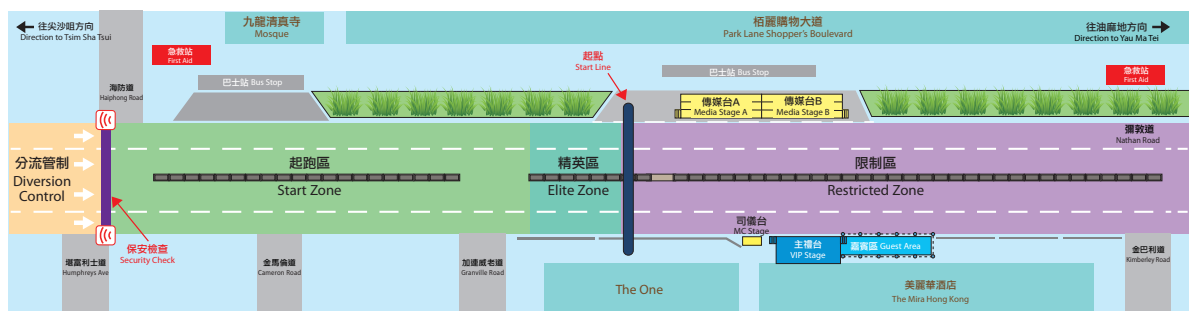 往尖沙咀方向
Direction to Tsim Sha Tsui
九龍清真寺
Mosque
栢麗購物大道
Park Lane Shopper's Boulevard
往油麻地方向
Direction to Yau Ma Tei
急救站
First Aid
海防道
Haiphong Road
巴士站 Bus Stop
起點
Start Line
巴士站 Bus Stop
急救站
First Aid
傳媒台A
Media Stage A
傳媒台B
Media Stage B
彌敦道
Nathan Road
分流管制
Diversion
Control
起跑區
Start Zone
精英區
Elite Zone
限制區
Restricted Zone
保安檢查
Security Check
司儀台
MC Stage
主禮台
VIP Stage
嘉賓區 Guest Area
堪富利士道
Humphreys Ave
金馬倫道
Cameron Road
加連威老道
Granville Road
The One
美麗華酒店
The Mira Hong Kong
金巴利道
Kimberley Road